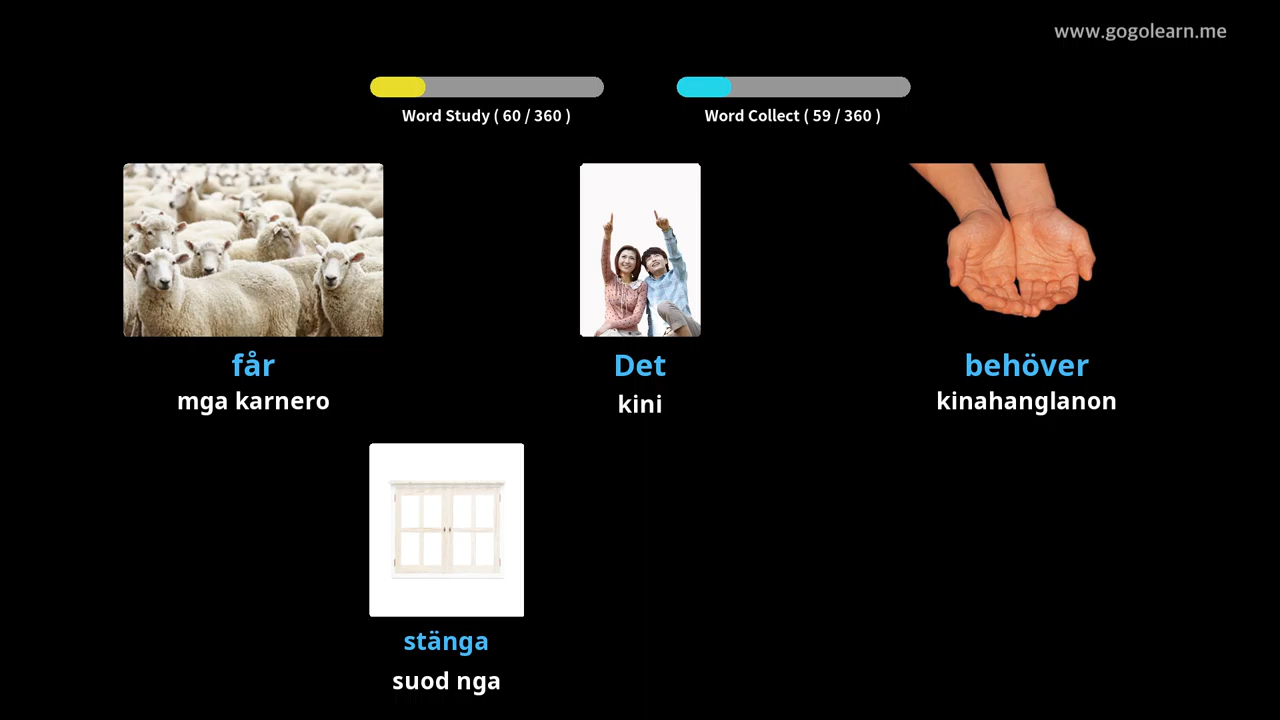 www.gogolearn.me
Word Study ( 60 / 360 )
Word Collect ( 59 / 360 )
får
mga karnero
Det
kini
behöver
kinahanglanon
stänga
suod nga